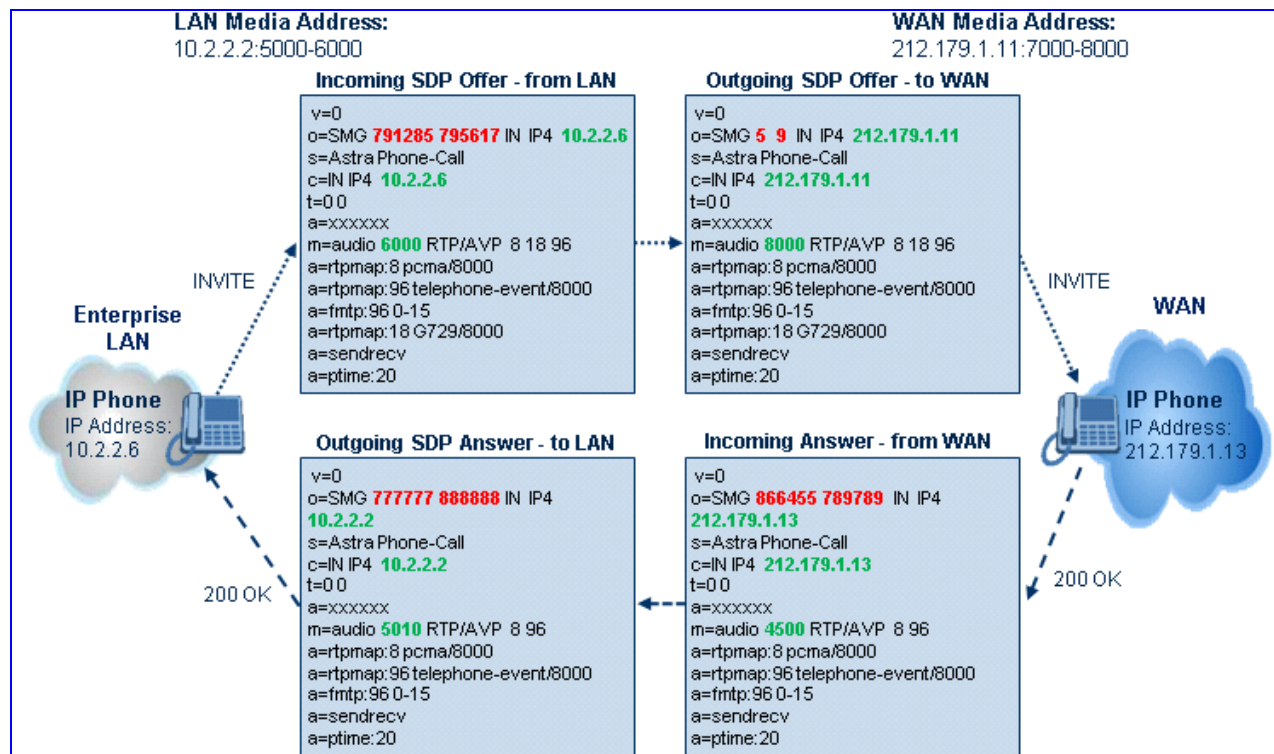 LAN Media Address:
10.2.2.2:5000-6000
WAN Media Address:
212.179.1.11:7000-8000
Incoming SDP Offer - from LAN
v=0
o=SMG 791285 795617 IN IP4 10.2.2.6
s=Astra Phone-Call
c=IN IP4 10.2.2.6
t=0 0
a=xxxxxx
m=audio 6000 RTP/AVP 8 18 96
a=rtpmap:8 pcma/8000
a=rtpmap:96 telephone-event/8000
a=fmtp:96 0-15
a=rtpmap:18 G729/8000
a=sendrecv
a=ptime:20
Outgoing SDP Offer - to WAN
v=0
o=SMG 5 9 IN IP4 212.179.1.11
s=Astra Phone-Call
c=IN IP4 212.179.1.11
t=0 0
a=xxxxxx
m=audio 8000 RTP/AVP 8 18 96
a=rtpmap:8 pcma/8000
a=rtpmap:96 telephone-event/8000
a=fmtp:96 0-15
a=rtpmap:18 G729/8000
a=sendrecv
a=ptime:20
INVITE
INVITE
Enterprise
LAN
IP Phone
IP Address:
10.2.2.6
WAN
IP Phone
IP Address:
212.179.1.13
Outgoing SDP Answer - to LAN
v=0
o=SMG 777777 888888 IN IP4
10.2.2.2
s=Astra Phone-Call
c=IN IP4 10.2.2.2
t=0 0
a=xxxxxx
m=audio 5010 RTP/AVP 8 96
a=rtpmap:8 pcma/8000
a=rtpmap:96 telephone-event/8000
a=fmtp:96 0-15
a=sendrecv
a=ptime:20
Incoming Answer - from WAN
v=0
o=SMG 866455 789789 IN IP4
212.179.1.13
s=Astra Phone-Call
c=IN IP4 212.179.1.13
t=0 0
a=xxxxxx
m=audio 4500 RTP/AVP 8 96
a=rtpmap:8 pcma/8000
a=rtpmap:96 telephone-event/8000
a=fmtp:96 0-15
a=sendrecv
a=ptime:20
200 OK
200 OK